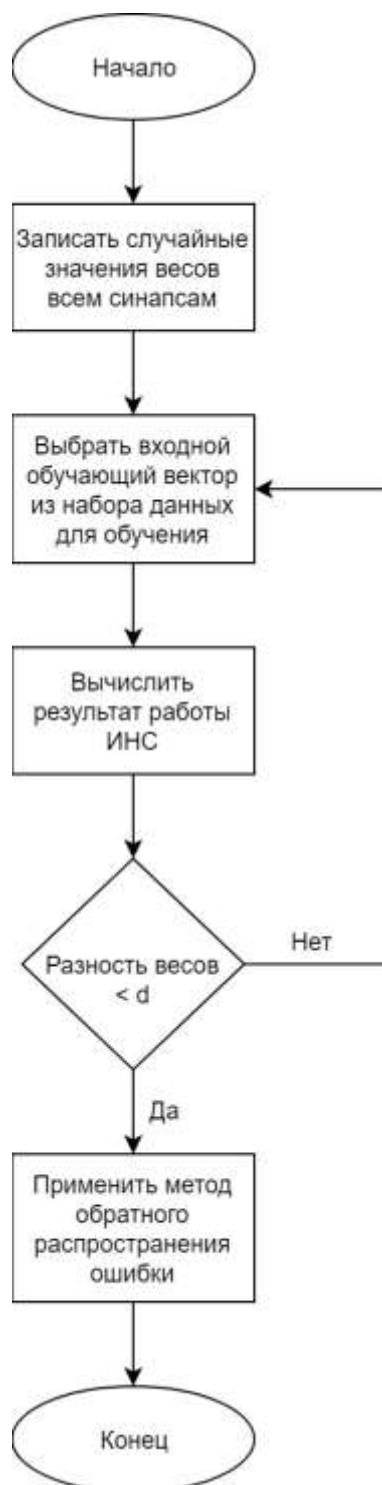 Начало
Записать случайные
значения весов
всем синапсам
Выбрать входной
обучающий вектор
из набора данных
для обучения
Вычислить
результат работы
ИНС
Разность весов
< d
Нет
Да
Применить метод
обратного
распространения
ошибки
Конец